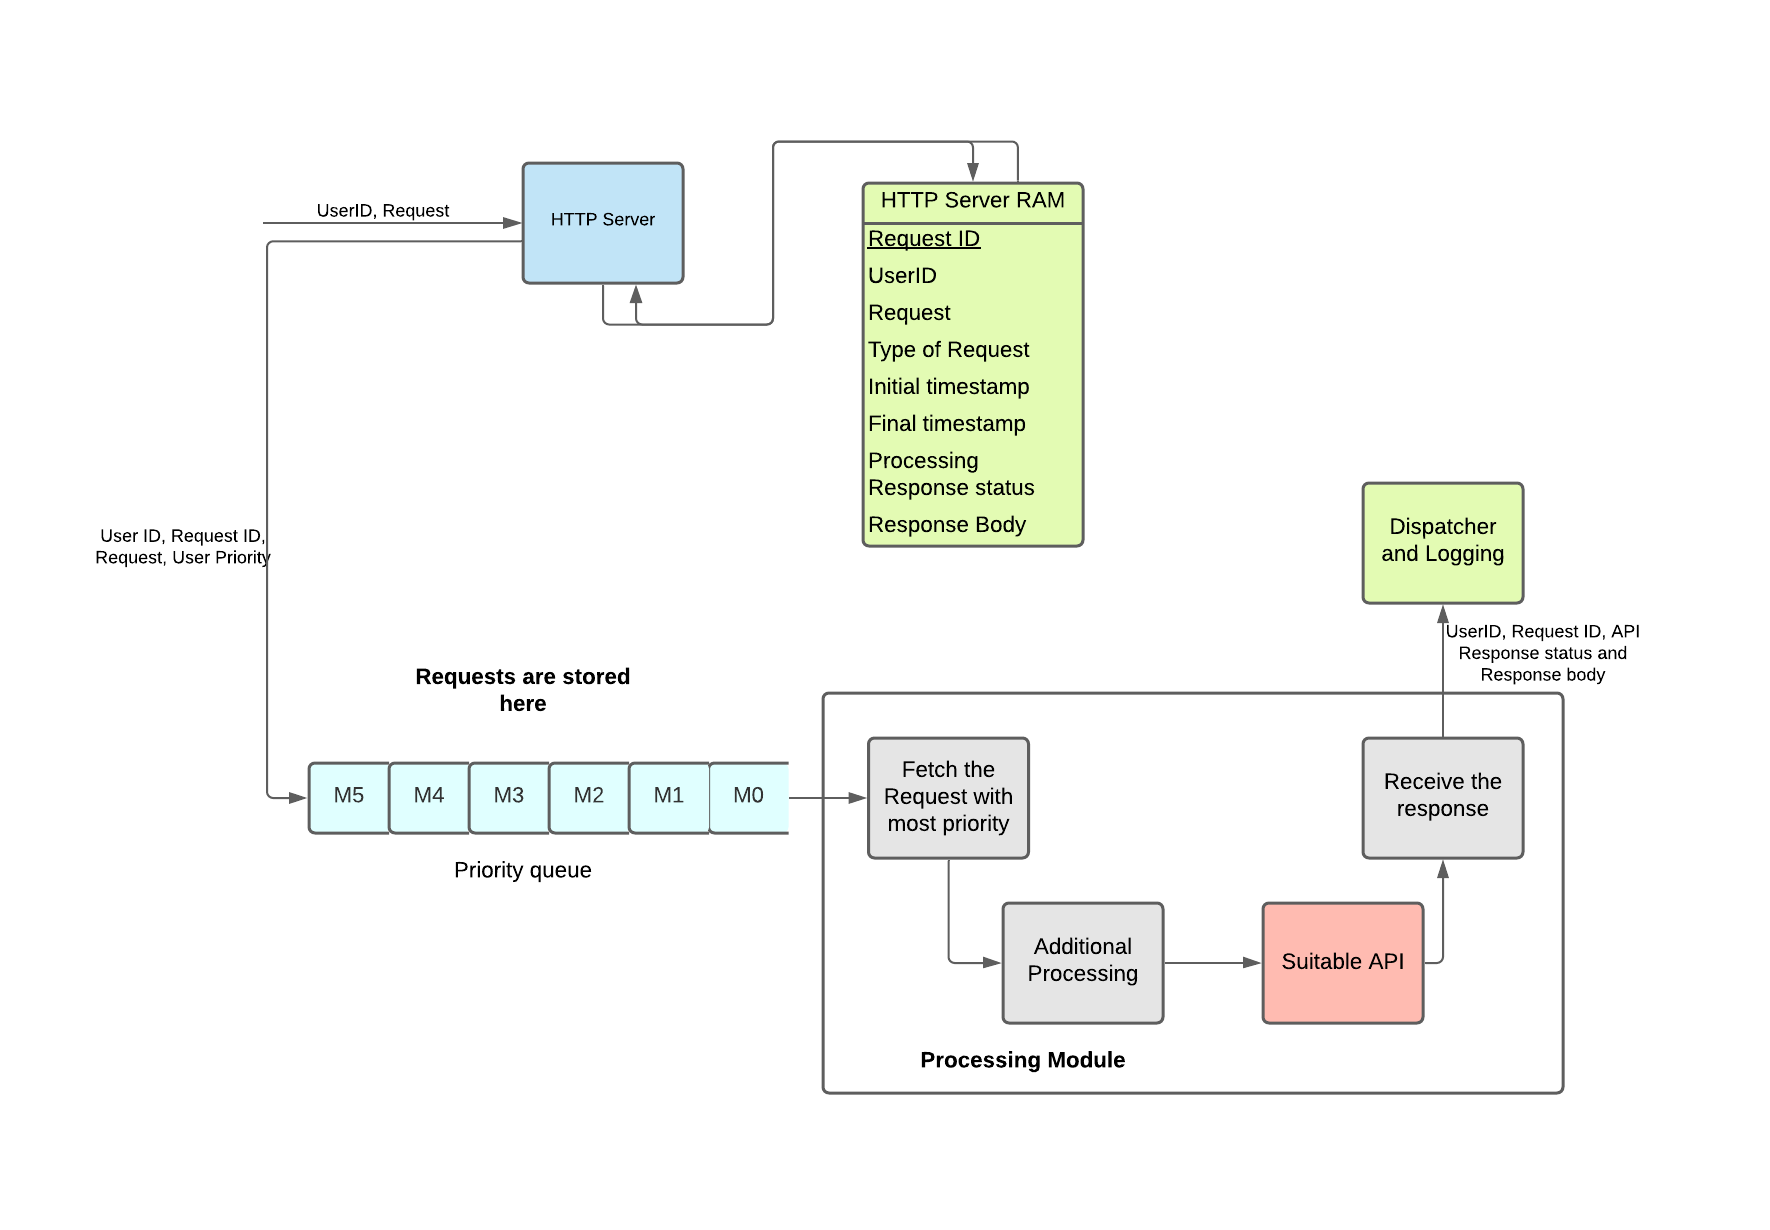 UserID, Request
HTTP Server
HTTP Server RAM
Request ID
UserID
Request
Type of Request
Initial timestamp
Final timestamp
Processing
Response status
Response Body
User ID, Request ID,
Request, User Priority
Dispatcher
and Logging
UserID, Request ID, API
Response status and
Response body
Requests are stored
here
M5 M4 M3 M2 M1 M0
Priority queue
Fetch the
Request with
most priority
Receive the
response
Additional
Processing
Suitable API
Processing Module